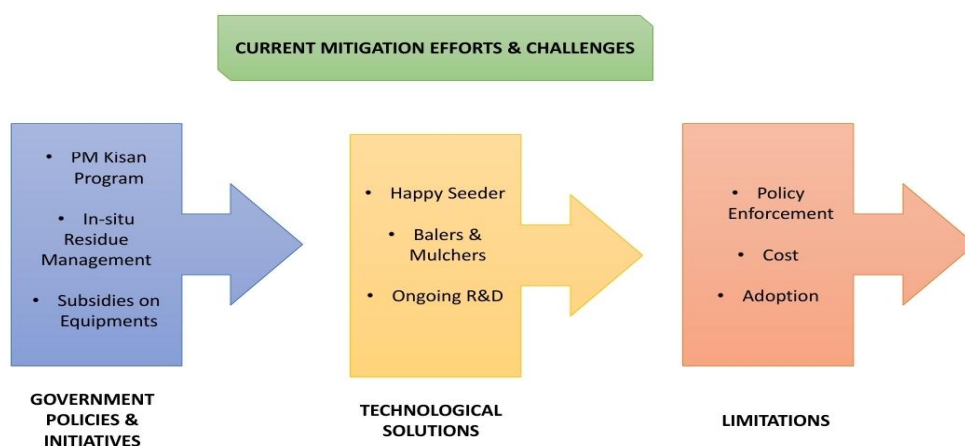 CURRENT MITIGATION EFFORTS & CHALLENGES
• PM Kisan
Program
• In-situ
Residue
Management
• Subsidies on
Equipments
GOVERNMENT
POLICIES &
INITIATIVES
• Happy Seeder
• Balers &
Mulchers
• Ongoing R&D
TECHNOLOGICAL
SOLUTIONS
• Policy
Enforcement
• Cost
• Adoption
LIMITATIONS